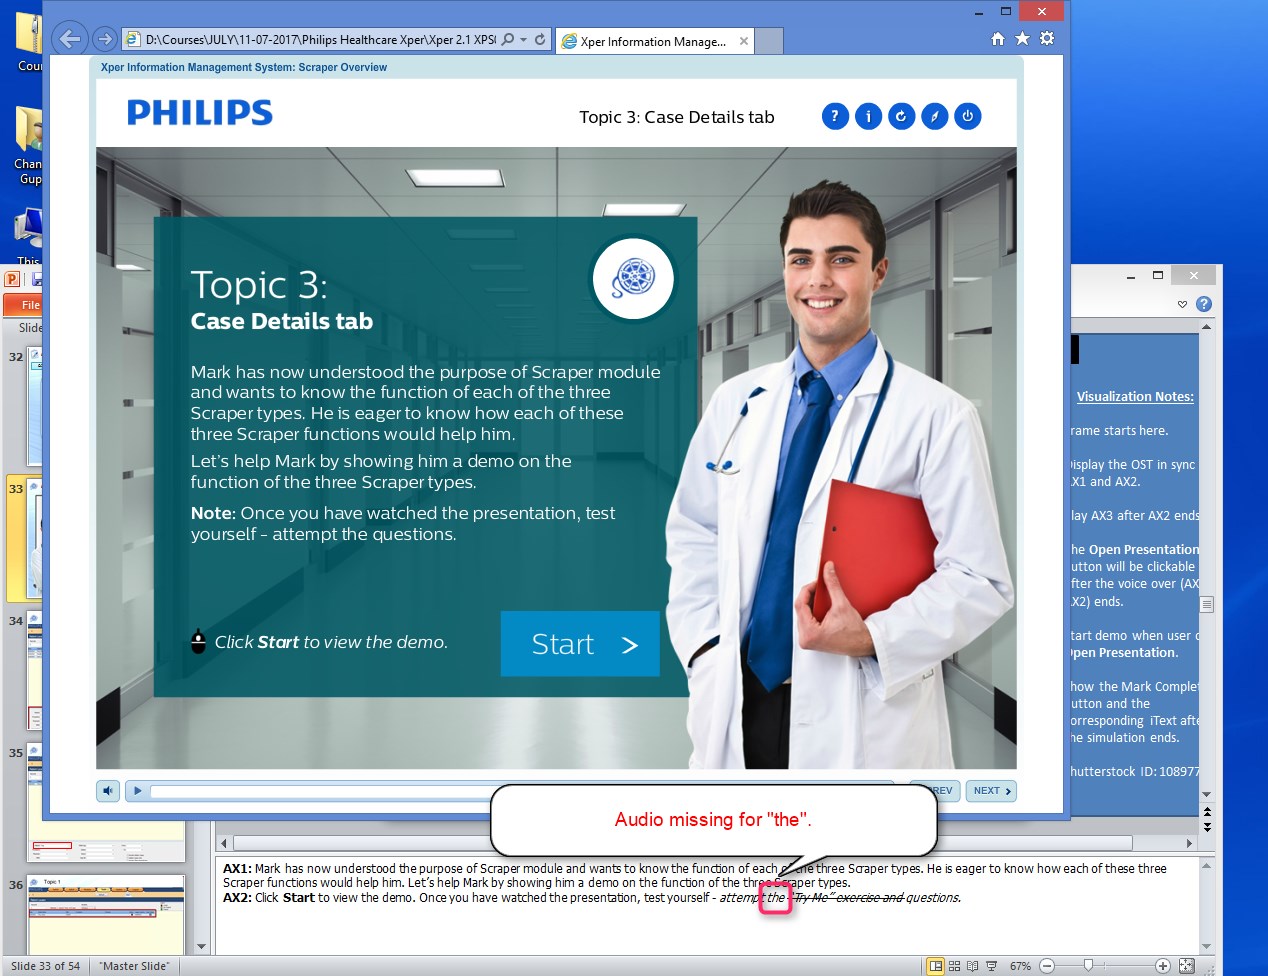 D:\Courses\JULY\11-07-2017\Philips Healthcare Xper\Xper 2.1 XPS
Xper Information Manage...
Xper Information Management System: Scraper Overview
PHILIPS
Topic 3: Case Details tab
Topic 3:
Case Details tab
Mark has now understood the purpose of Scraper module
and wants to know the function of each of the three
Scraper types. He is eager to know how each of these
three Scraper functions would help him.
Let's help Mark by showing him a demo on the
function of the three Scraper types.
Note: Once you have watched the presentation, test
yourself - attempt the questions.
Click Start to view the demo.
Start
NEXT
Audio missing for "the".
Cour
Chan
Gup
This
File
Slide
32
33
34
35
36
Topic 1
Visualization Notes:
rame starts here.
isplay the OST in sync
AX1 and AX2.
lay AX3 after AX2 ends
he Open Presentation
utton will be clickable
fter the voice over (AX
X2) ends.
tart demo when user c
Open Presentation.
how the Mark Complet
utton and the
orresponding iText afte
he simulation ends.
hutterstock ID: 108977
AX1: Mark has now understood the purpose of Scraper module and wants to know the function of each of the three Scraper types. He is eager to know how each of these three
Scraper functions would help him. Let's help Mark by showing him a demo on the function of the three Scraper types.
AX2: Click Start to view the demo. Once you have watched the presentation, test yourself - attempt the "Try Me" exercise and questions.
Slide 33 of 54
"Master Slide"
67%